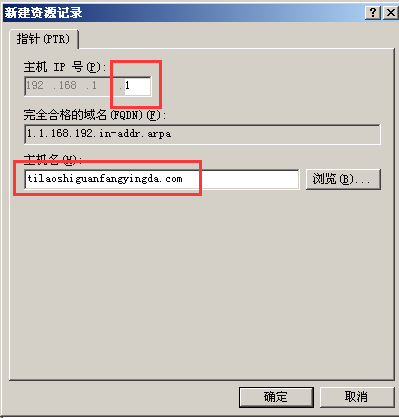 新建资源记录
指针(PTR)
主机 IP 号(P):
192 .168 .1 .1
完全合格的域名(FQDN)(F):
1.1.168.192.in-addr.arpa
主机名(H):
tilaoshiguanfangyingda.com
浏览(B)...
确定
取消